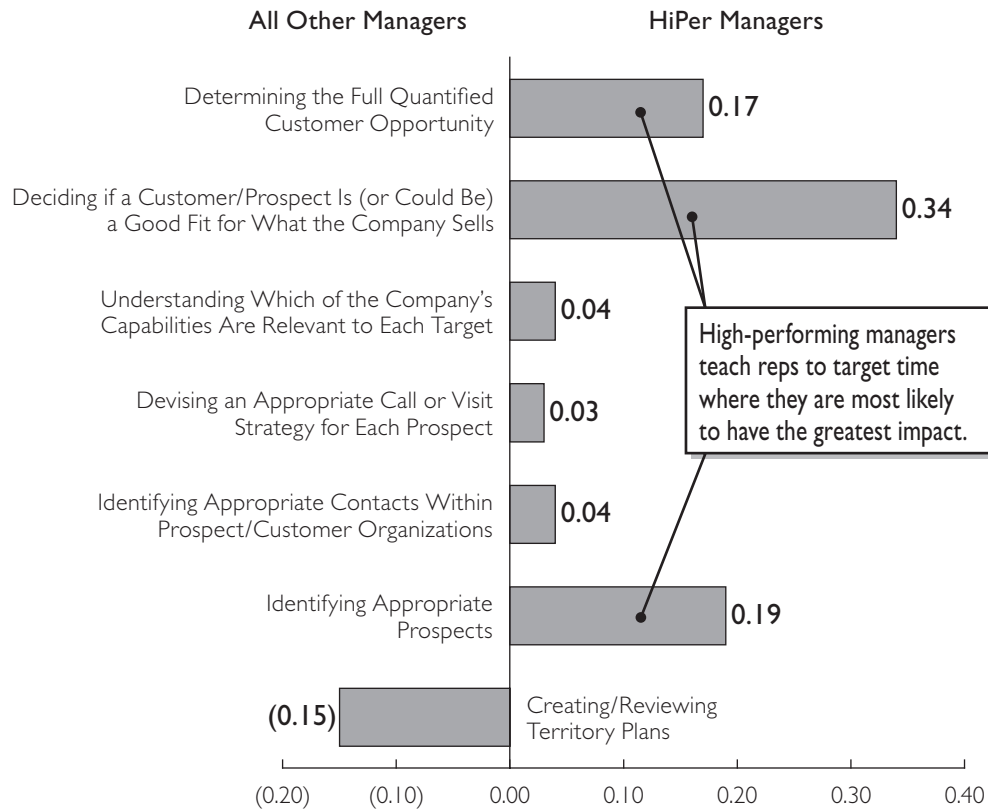 All Other Managers
HiPer Managers
Determining the Full Quantified
Customer Opportunity
0.17
Deciding if a Customer/Prospect Is (or Could Be)
a Good Fit for What the Company Sells
0.34
Understanding Which of the Company’s
Capabilities Are Relevant to Each Target
0.04
High-performing managers
teach reps to target time
where they are most likely
to have the greatest impact.
Devising an Appropriate Call or Visit
Strategy for Each Prospect
0.03
Identifying Appropriate Contacts Within
Prospect/Customer Organizations
0.04
Identifying Appropriate
Prospects
0.19
(0.15)
Creating/Reviewing
Territory Plans
(0.20) (0.10) 0.00 0.10 0.20 0.30 0.40